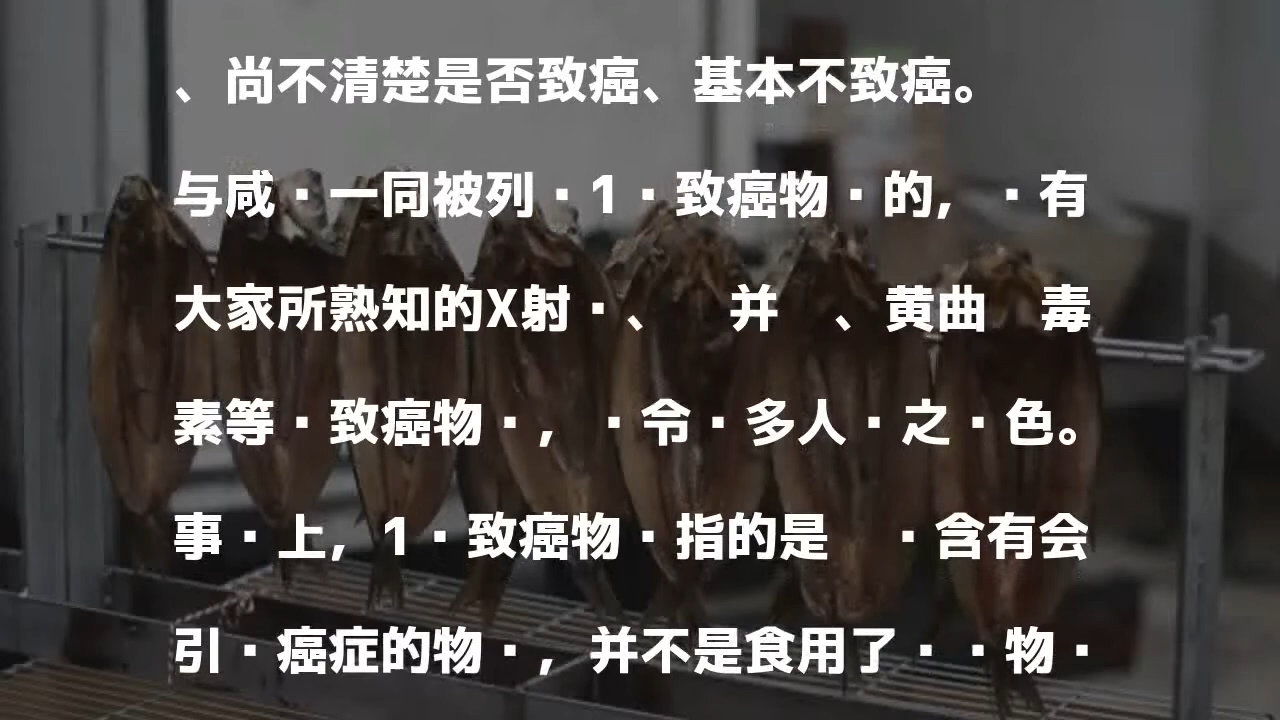 、尚不清楚是否致癌、基本不致癌。
与咸·一同被列·1·致癌物·的，·有
大家所熟知的X射·、 并 、黄曲 毒
素等·致癌物·，·令·多人·之·色。
事·上，1·致癌物·指的是 ·含有会
引·癌症的物·，并不是食用了··物·